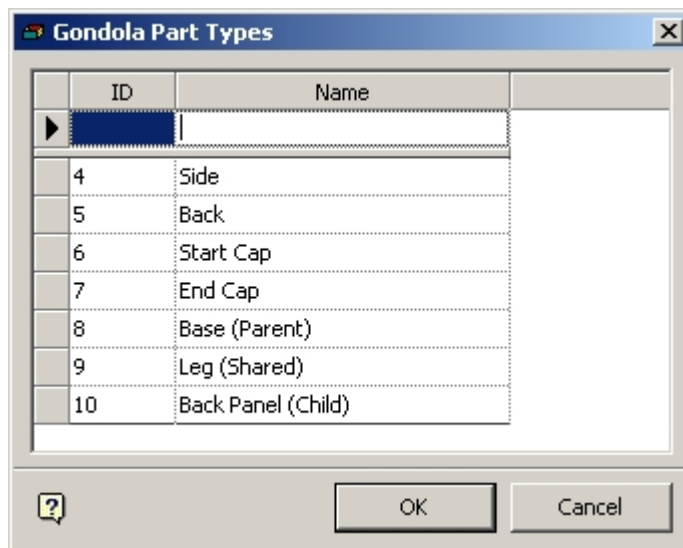 Gondola Part Types
ID Name
4 Side
5 Back
6 Start Cap
7 End Cap
8 Base (Parent)
9 Leg (Shared)
10 Back Panel (Child)
? OK Cancel